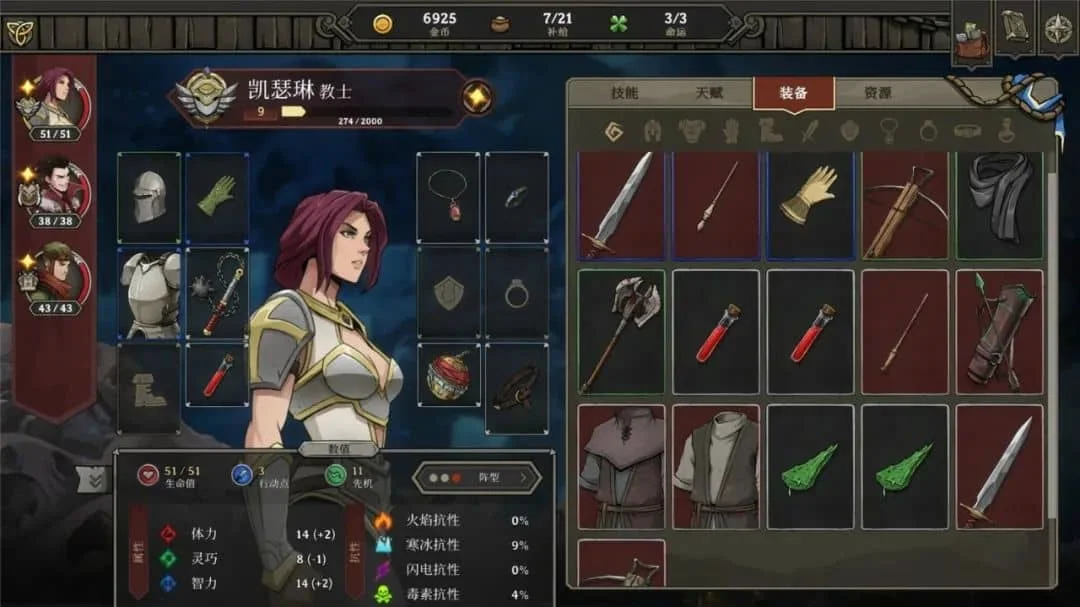 6925
金币
7/21
补给
3/3
命运
51/51
38/38
43/43
凯瑟琳 教士
9
274/2000
技能
天赋
装备
资源
数值
51/51
生命值
3
行动点
11
先机
阵型
属性
体力 14 (+2)
灵巧 8 (-1)
智力 14 (+2)
抗性
火焰抗性 0%
寒冰抗性 9%
闪电抗性 0%
毒素抗性 4%